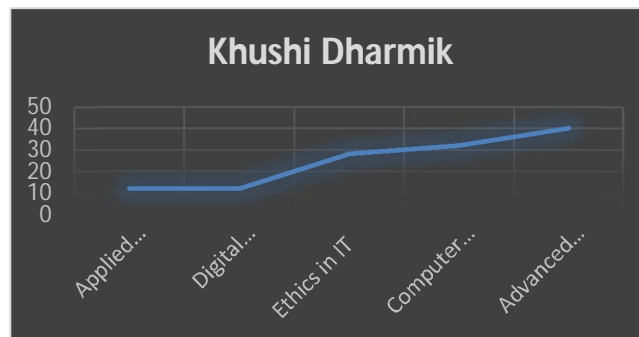 Khushi Dharmik
50
40
30
20
10
0
Applied...
Digital...
Ethics in IT
Computer...
Advanced...